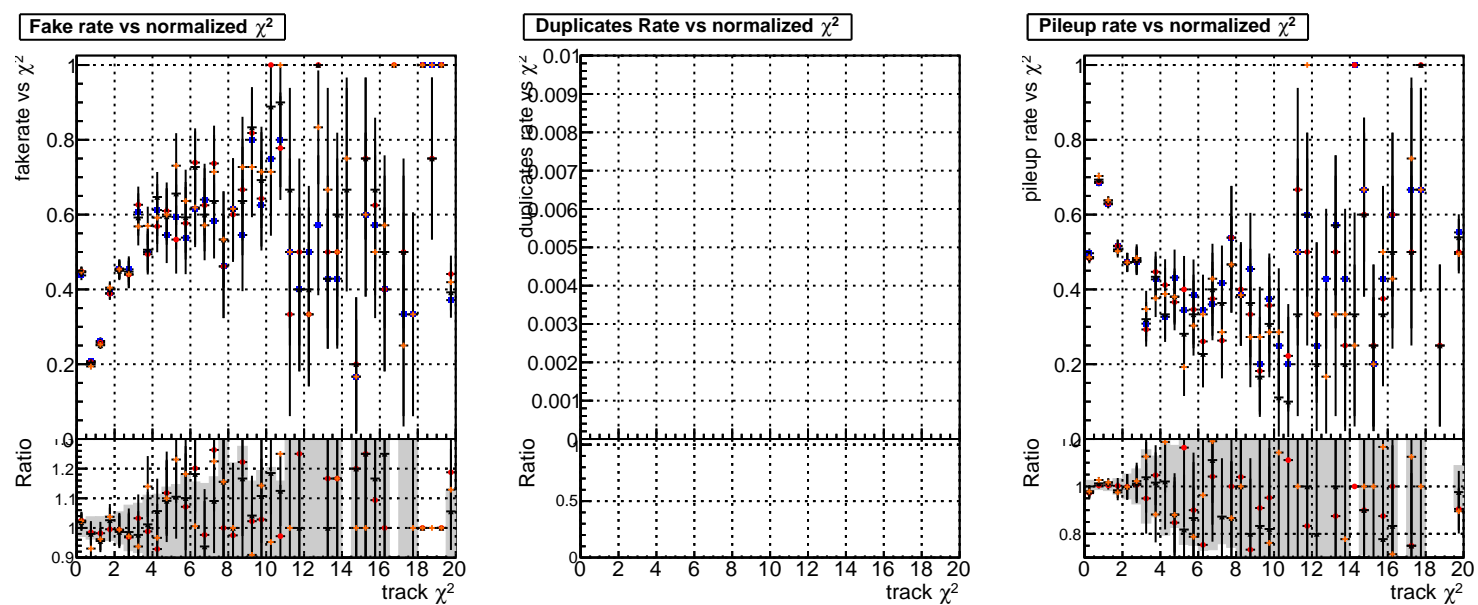 Fake rate vs normalized χ²
fakerate vs χ²
1
0.8
0.6
0.4
0.2
0
Ratio
1.2
1.1
1.0
0.9
0 2 4 6 8 10 12 14 16 18 20
track χ²
Duplicates Rate vs normalized χ²
duplicates rate vs χ²
0.01
0.009
0.008
0.007
0.006
0.005
0.004
0.003
0.002
0.001
0
Ratio
0.5
0
0 2 4 6 8 10 12 14 16 18 20
track χ²
Pileup rate vs normalized χ²
pileup rate vs χ²
1
0.8
0.6
0.4
0.2
0
Ratio
1
0.8
0 2 4 6 8 10 12 14 16 18 20
track χ²